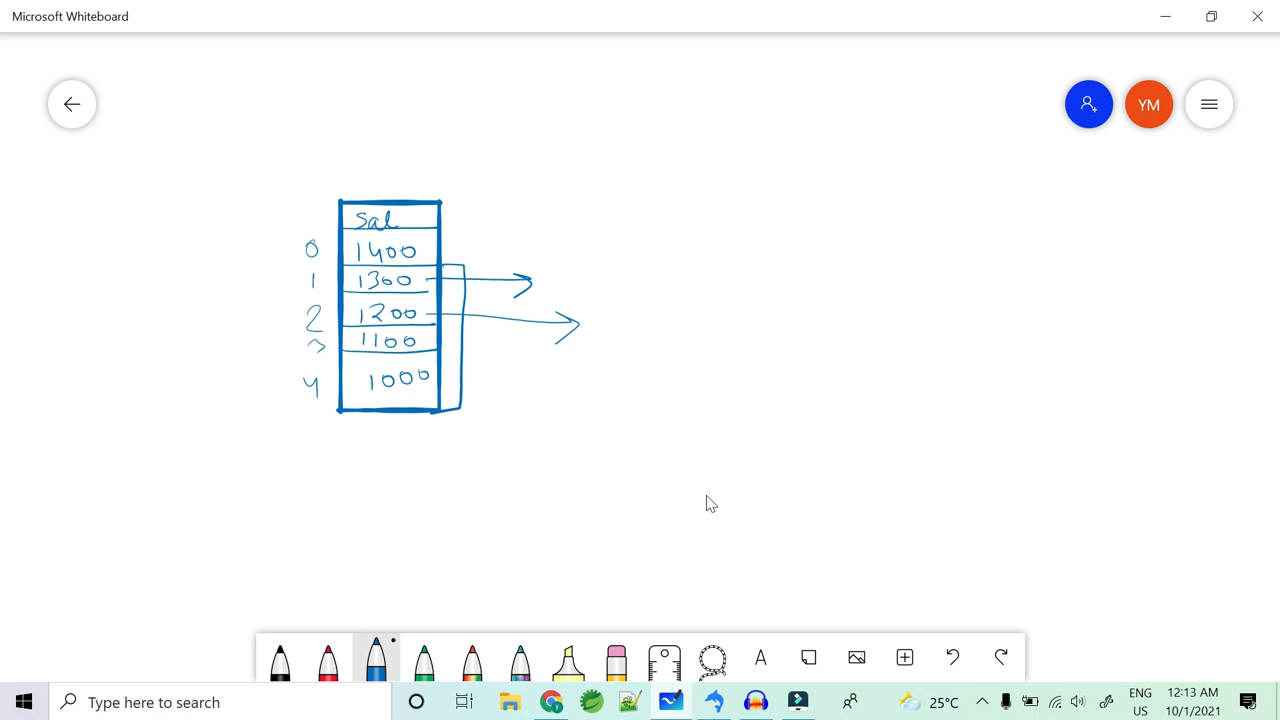 Microsoft Whiteboard
YM
sal
0 1400
1 1300
2 1200
3 1100
4 1000
A
Type here to search
25°C
ENG
US
12:13 AM
10/1/2021